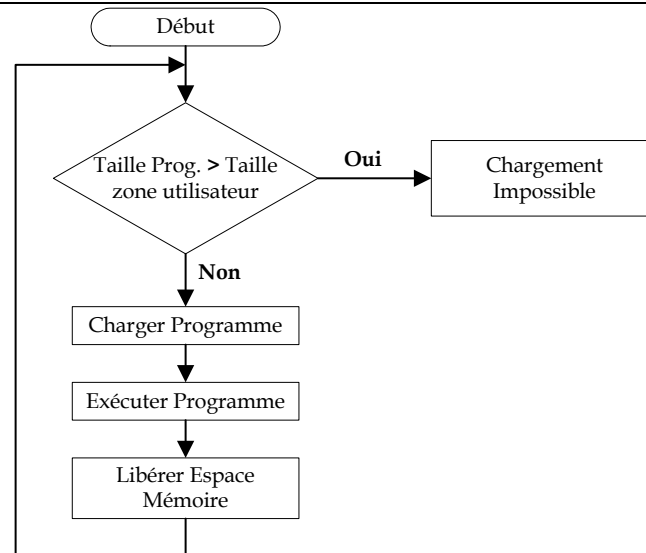 Début
Taille Prog. > Taille
zone utilisateur
Oui
Chargement
Impossible
Non
Charger Programme
Exécuter Programme
Libérer Espace
Mémoire